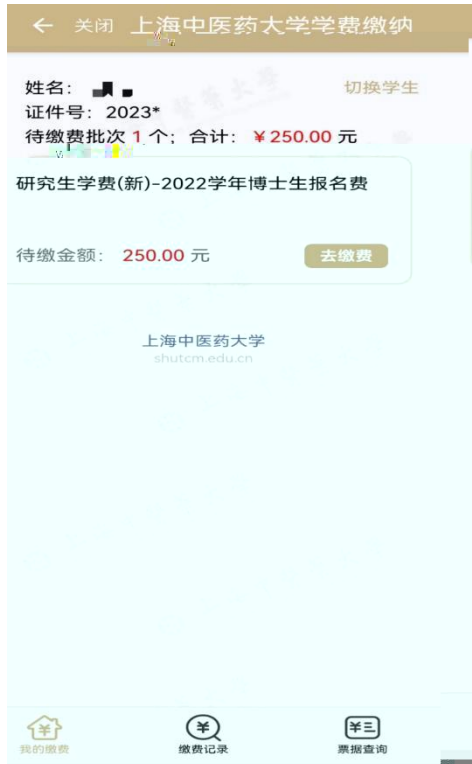 ← 关闭 上海中医药大学学费缴纳
姓名：
切换学生
证件号：2023*
待缴费批次 1 个；合计：￥250.00 元
研究生学费(新)-2022学年博士生报名费
待缴金额：250.00 元
去缴费
上海中医药大学
shutcm.edu.cn
我的缴费 缴费记录 票据查询